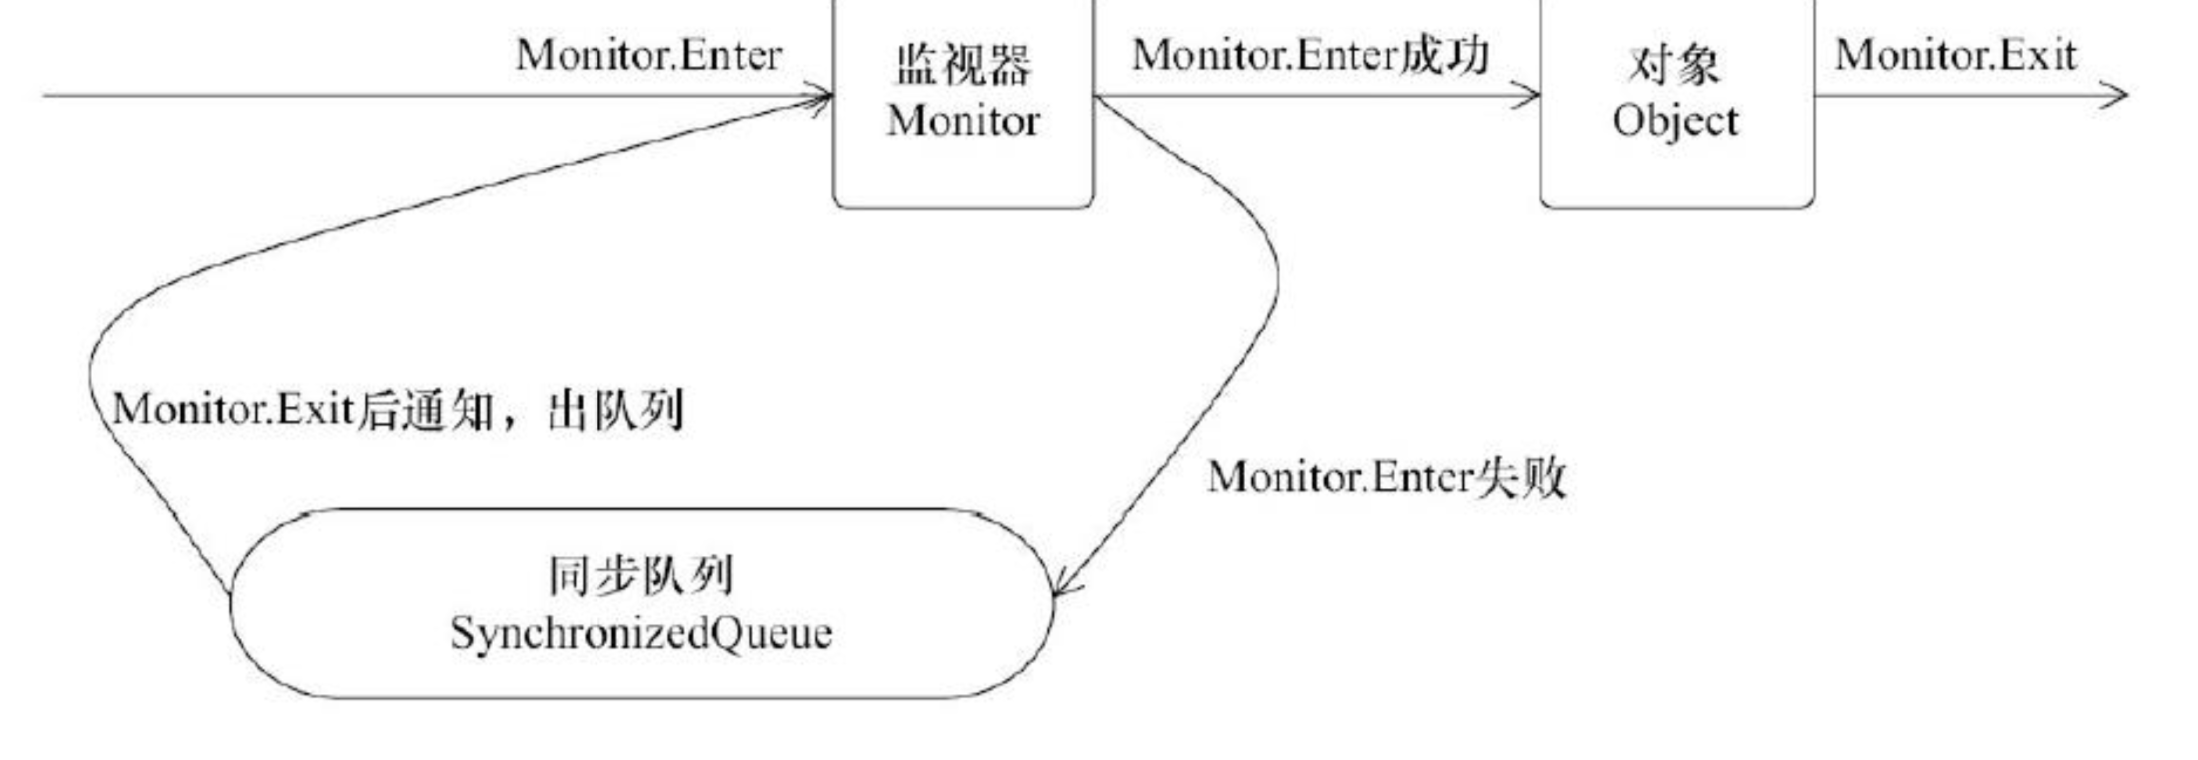 Monitor.Enter
监视器
Monitor
Monitor.Enter成功
对象
Object
Monitor.Exit
Monitor.Exit后通知，出队列
Monitor.Enter失败
同步队列
SynchronizedQueue